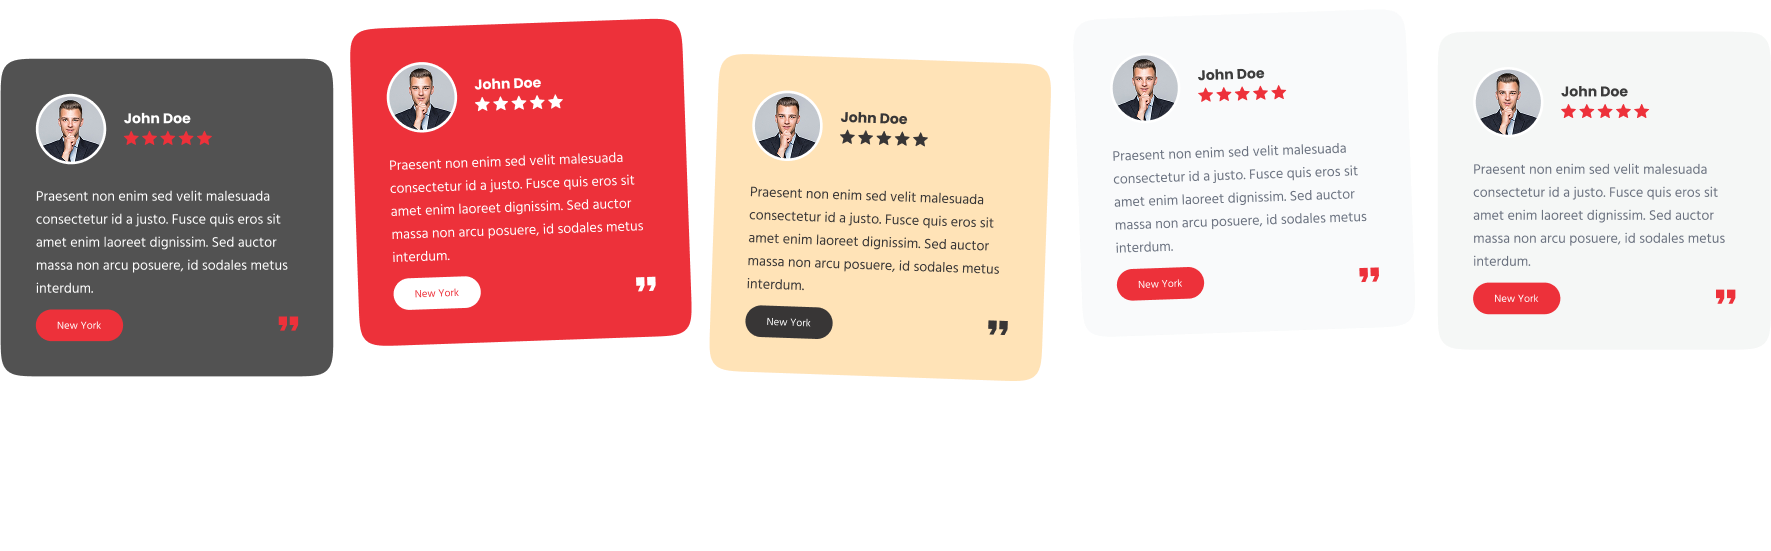 John Doe
Praesent non enim sed velit malesuada
consectetur id a justo. Fusce quis eros sit
amet enim laoreet dignissim. Sed auctor
massa non arcu posuere, id sodales metus
interdum.
New York
John Doe
Praesent non enim sed velit malesuada
consectetur id a justo. Fusce quis eros sit
amet enim laoreet dignissim. Sed auctor
massa non arcu posuere, id sodales metus
interdum.
New York
John Doe
Praesent non enim sed velit malesuada
consectetur id a justo. Fusce quis eros sit
amet enim laoreet dignissim. Sed auctor
massa non arcu posuere, id sodales metus
interdum.
New York
John Doe
Praesent non enim sed velit malesuada
consectetur id a justo. Fusce quis eros sit
amet enim laoreet dignissim. Sed auctor
massa non arcu posuere, id sodales metus
interdum.
New York
John Doe
Praesent non enim sed velit malesuada
consectetur id a justo. Fusce quis eros sit
amet enim laoreet dignissim. Sed auctor
massa non arcu posuere, id sodales metus
interdum.
New York